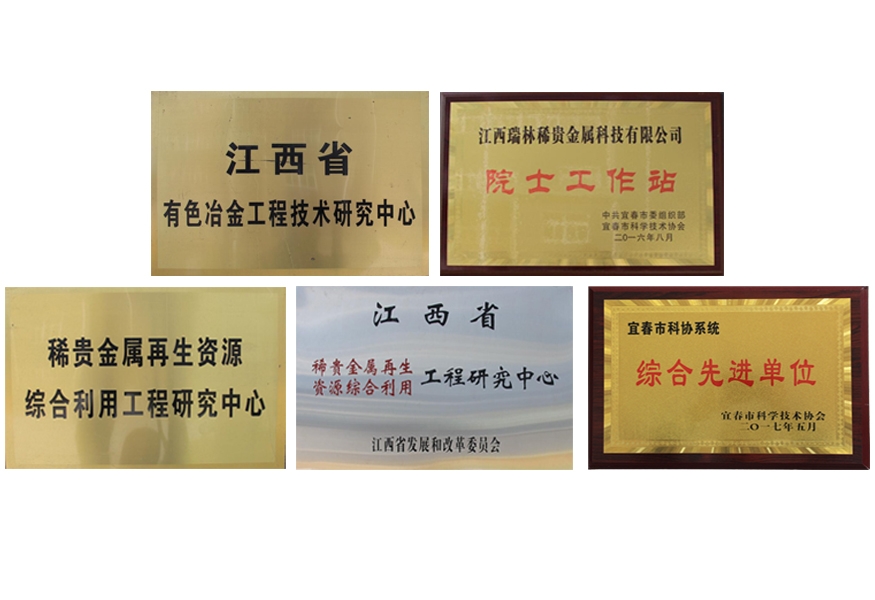 江西省
有色冶金工程技术研究中心
江西瑞林稀贵金属科技有限公司
院士工作站
中共宜春市委组织部
宜春市科学技术协会
二〇一六年八月
稀贵金属再生资源
综合利用工程研究中心
江西省
稀贵金属再生
资源综合利用
工程研究中心
江西省发展和改革委员会
宜春市科协系统
综合先进单位
宜春市科学技术协会
二〇一七年五月